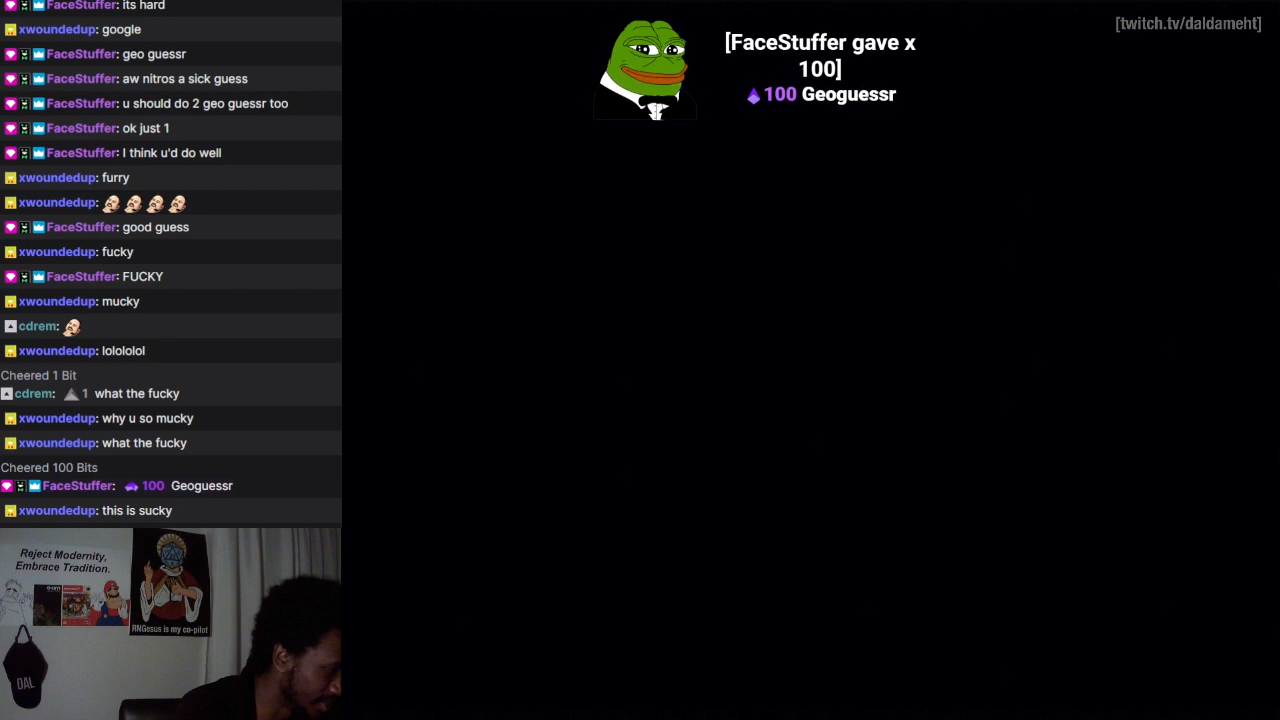 FaceStuffer: its hard
xwoundedup: google
FaceStuffer: geo guessr
FaceStuffer: aw nitros a sick guess
FaceStuffer: u should do 2 geo guessr too
FaceStuffer: ok just 1
FaceStuffer: I think u'd do well
xwoundedup: furry
xwoundedup:
FaceStuffer: good guess
xwoundedup: fucky
FaceStuffer: FUCKY
xwoundedup: mucky
cdrem:
xwoundedup: lolololol
Cheered 1 Bit
cdrem: 1 what the fucky
xwoundedup: why u so mucky
xwoundedup: what the fucky
Cheered 100 Bits
FaceStuffer: 100 Geoguessr
xwoundedup: this is sucky
[FaceStuffer gave x
100]
100 Geoguessr
[twitch.tv/daldameht]
Reject Modernity,
Embrace Tradition.
RNGesus is my co-pilot
DAL